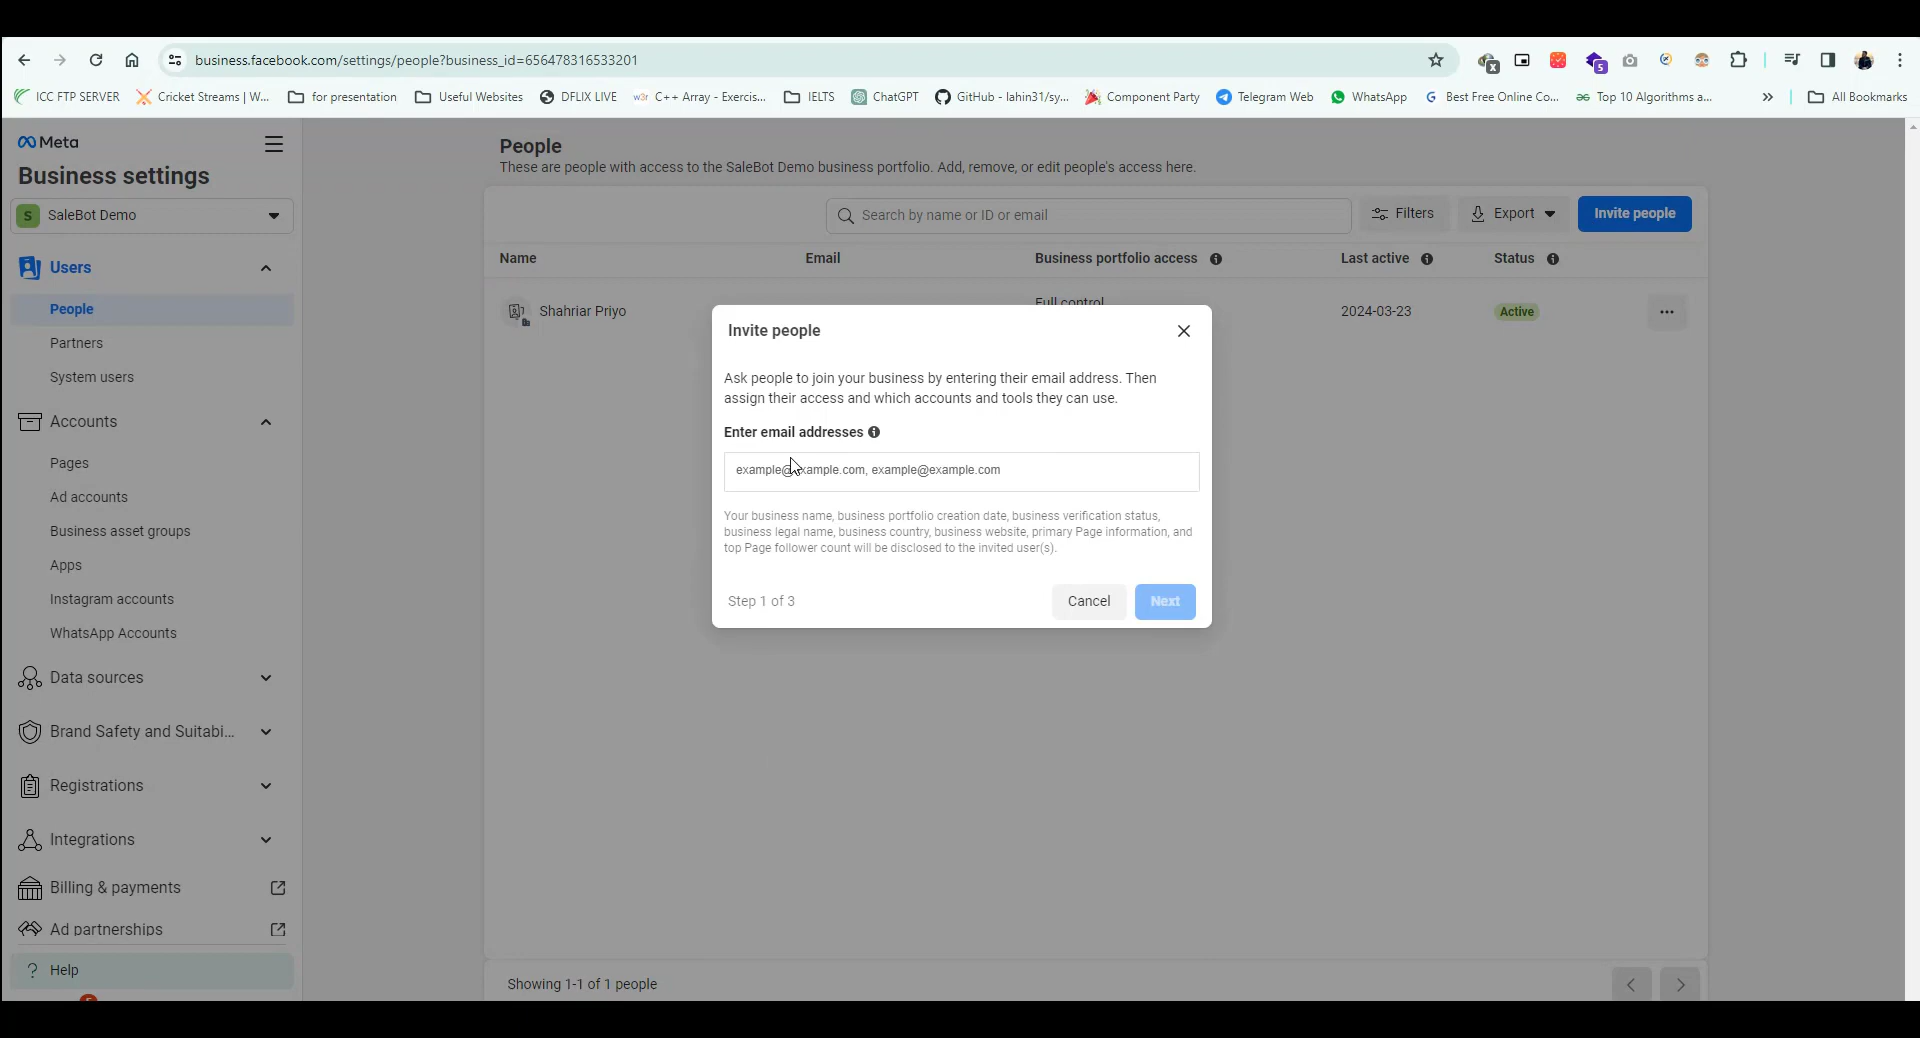 business.facebook.com/settings/people?business_id=656478316533201
x
5
ICC FTP SERVER
Cricket Streams | W...
for presentation
Useful Websites
DFLIX LIVE
w3r C++ Array - Exercis...
IELTS
ChatGPT
GitHub - lahin31/sy...
Component Party
Telegram Web
WhatsApp
G Best Free Online Co...
Top 10 Algorithms a...
All Bookmarks
Meta
Business settings
S SaleBot Demo
Users
People
Partners
System users
Accounts
Pages
Ad accounts
Business asset groups
Apps
Instagram accounts
WhatsApp Accounts
Data sources
Brand Safety and Suitabi...
Registrations
Integrations
Billing & payments
Ad partnerships
? Help
People
These are people with access to the SaleBot Demo business portfolio. Add, remove, or edit people's access here.
Search by name or ID or email
Filters
Export
Invite people
Name Email Business portfolio access Last active Status
Shahriar Priyo Full control 2024-03-23 Active
Invite people
Ask people to join your business by entering their email address. Then
assign their access and which accounts and tools they can use.
Enter email addresses
example@example.com, example@example.com
Your business name, business portfolio creation date, business verification status,
business legal name, business country, business website, primary Page information, and
top Page follower count will be disclosed to the invited user(s).
Step 1 of 3
Cancel
Next
Showing 1-1 of 1 people